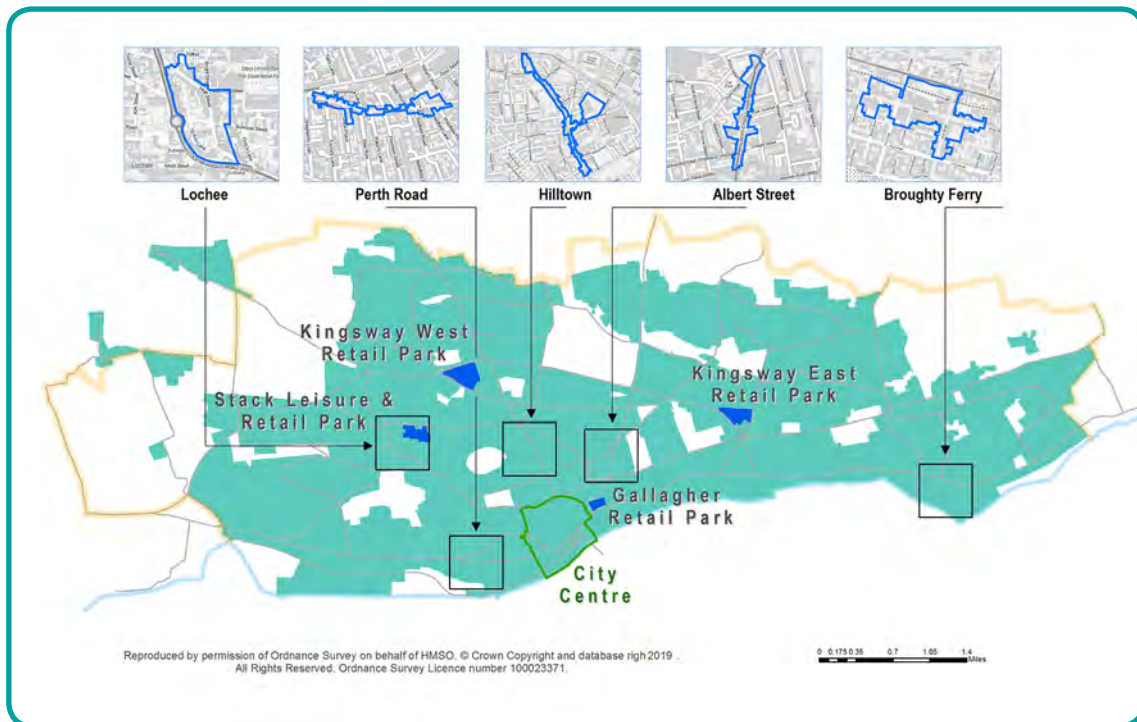 Lochee
Perth Road
Hilltown
Albert Street
Broughty Ferry
Kingsway West
Retail Park
Kingsway East
Retail Park
Stack Leisure &
Retail Park
Gallagher
Retail Park
City
Centre
Reproduced by permission of Ordnance Survey on behalf of HMSO. © Crown Copyright and database righ 2019 .
All Rights Reserved. Ordnance Survey Licence number 100023371.
0 0.175 0.35 0.7 1.05 1.4
Miles